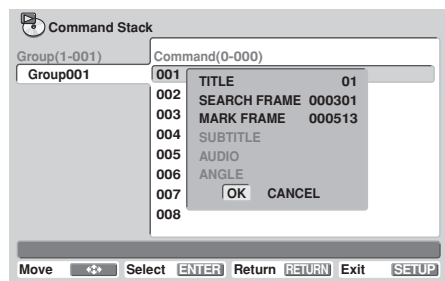 Command Stack
Group(1-001) Command(0-000)
Group001
001
002
003
004
005
006
007
008
TITLE 01
SEARCH FRAME 000301
MARK FRAME 000513
SUBTITLE
AUDIO
ANGLE
OK CANCEL
Move Select ENTER Return RETURN Exit SETUP